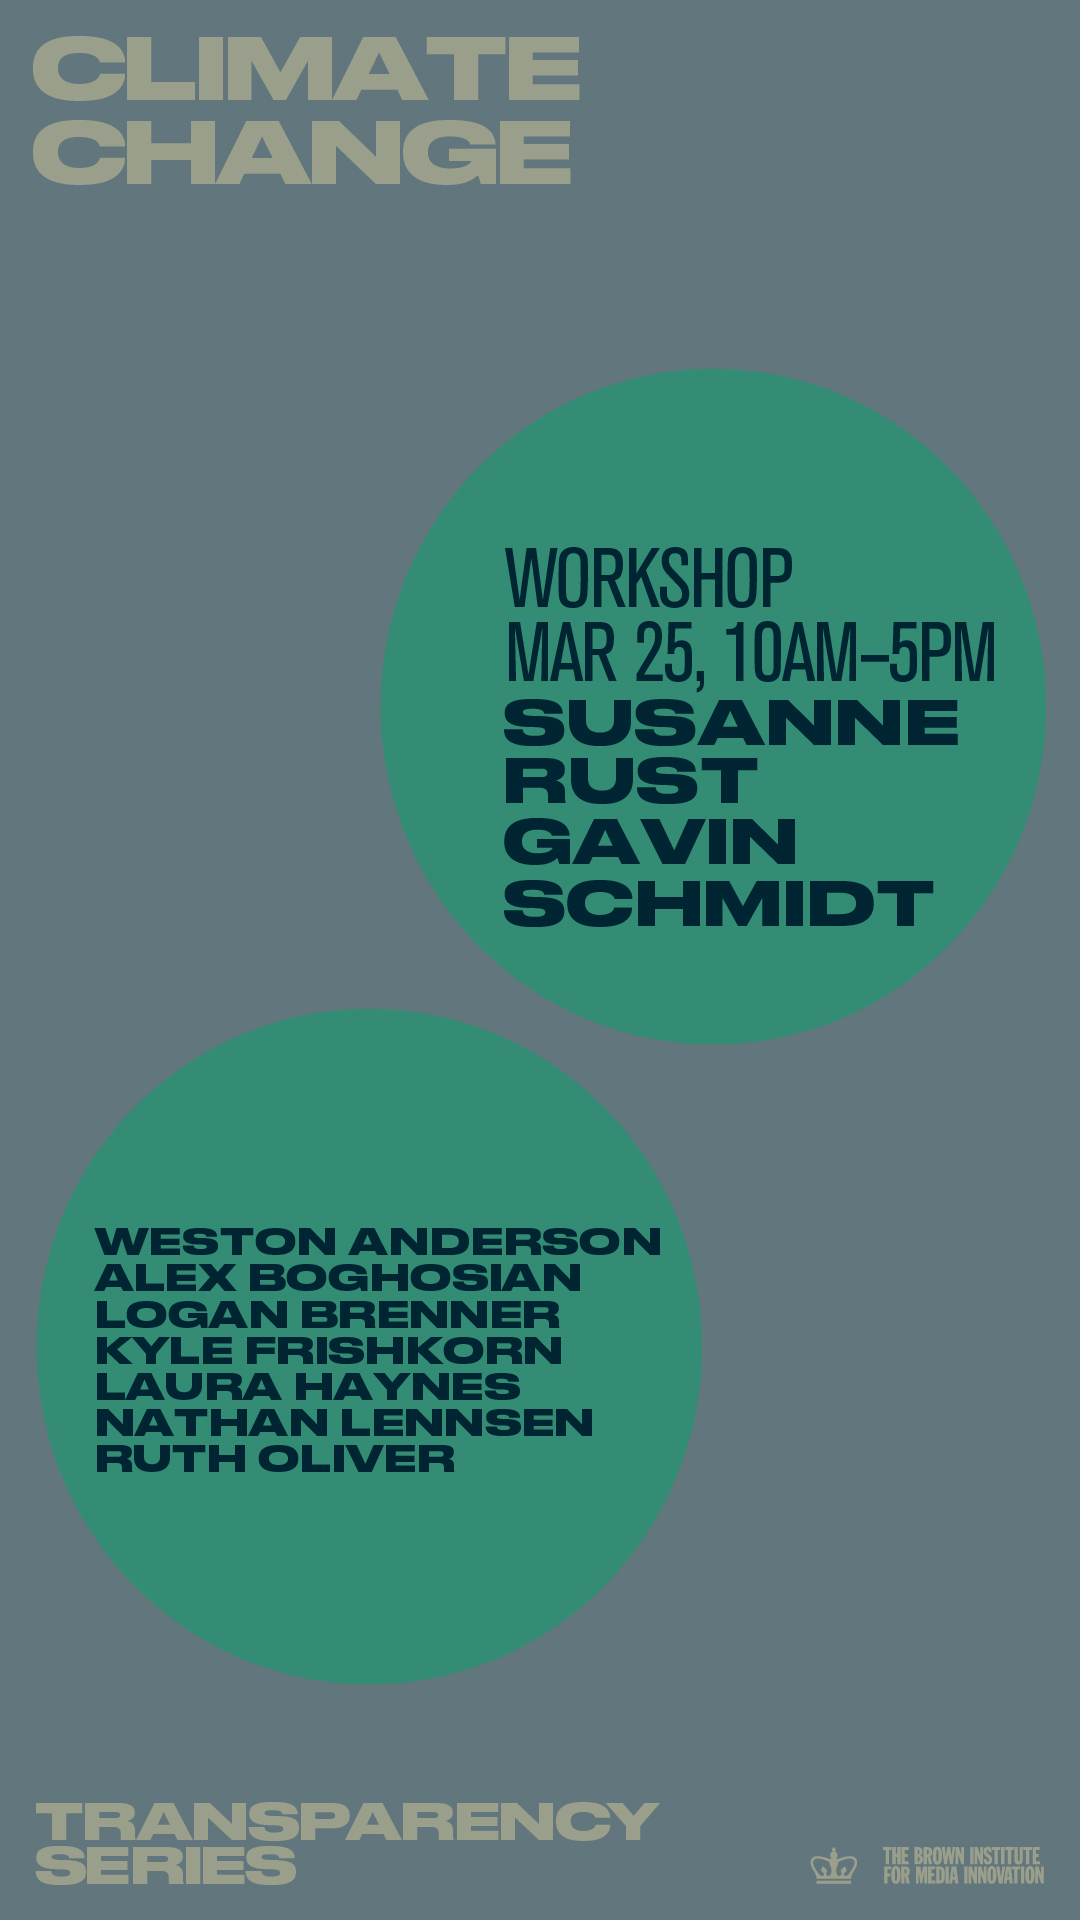 CLIMATE
CHANGE
WORKSHOP
MAR 25, 10AM–5PM
SUSANNE
RUST
GAVIN
SCHMIDT
WESTON ANDERSON
ALEX BOGHOSIAN
LOGAN BRENNER
KYLE FRISHKORN
LAURA HAYNES
NATHAN LENNSEN
RUTH OLIVER
TRANSPARENCY
SERIES
THE BROWN INSTITUTE
FOR MEDIA INNOVATION